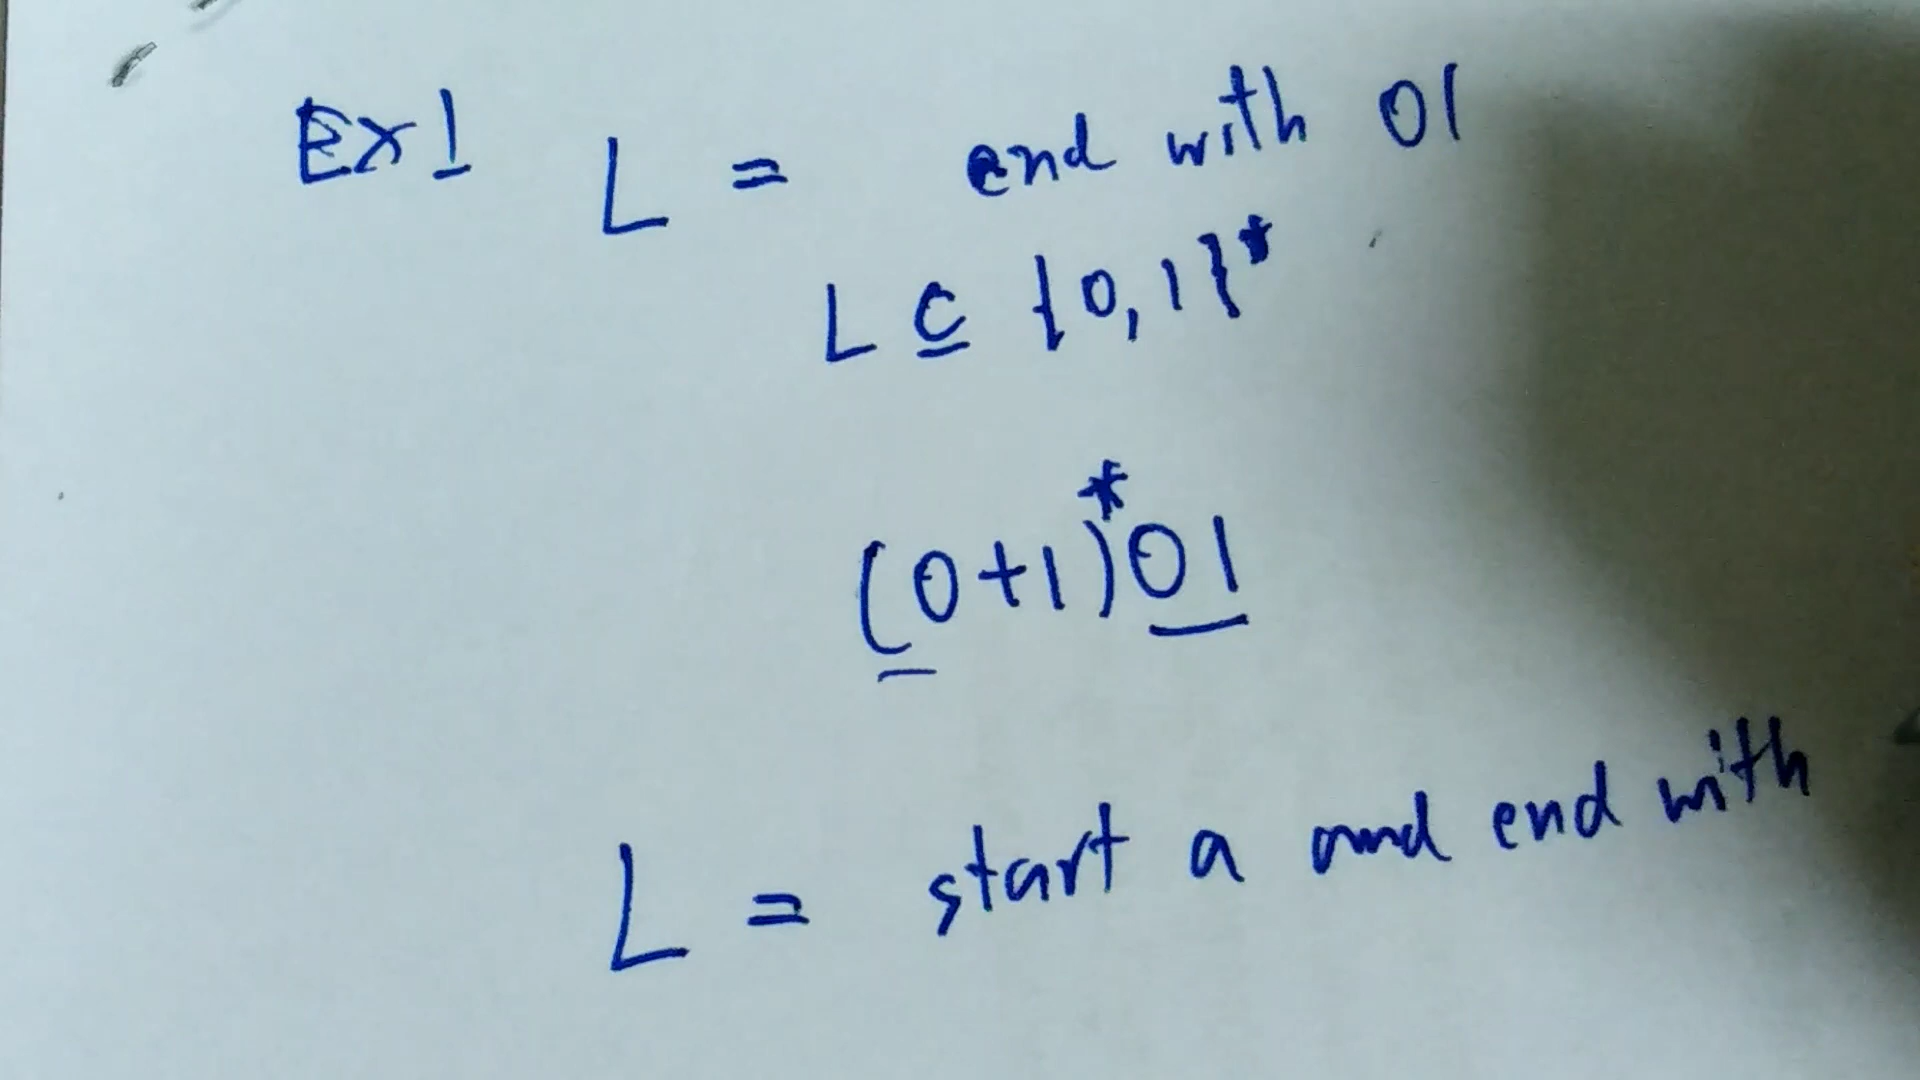 Ex 1 L = end with 01
L ⊆ {0,1}*
(0+1)*01
L = start a and end with